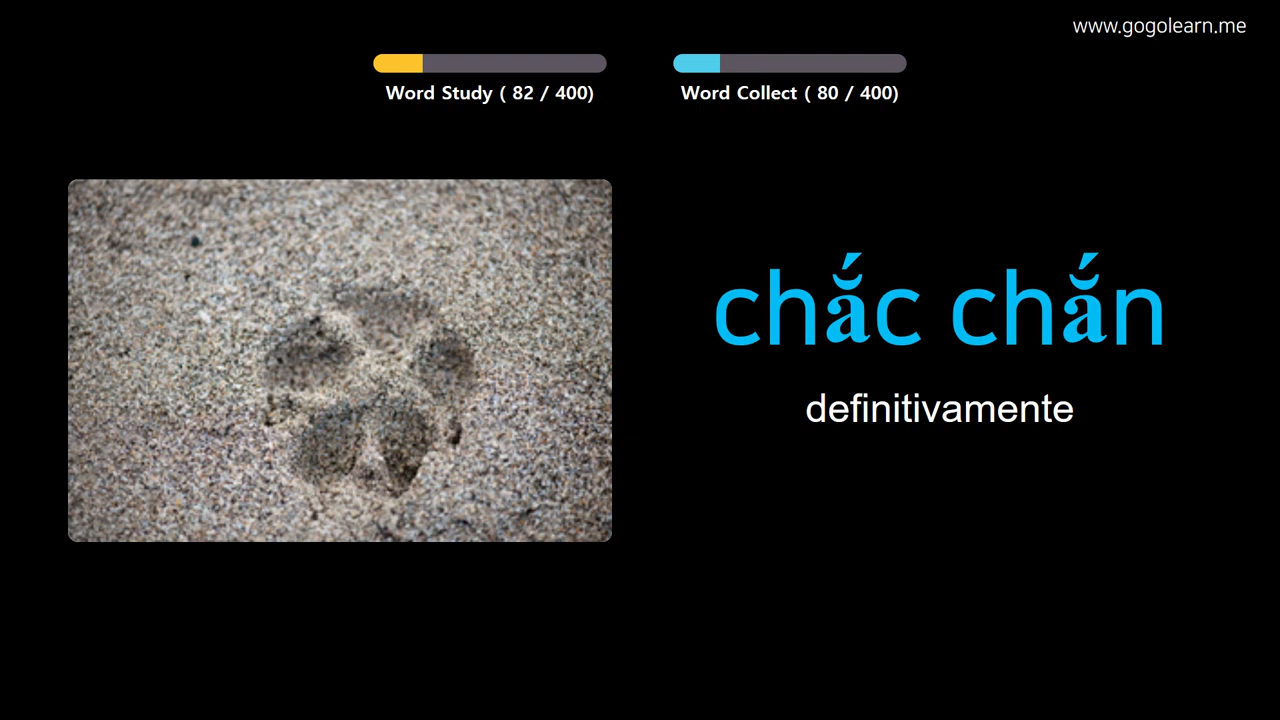 www.gogolearn.me
Word Study ( 82 / 400)
Word Collect ( 80 / 400)
chắc chắn
definitivamente